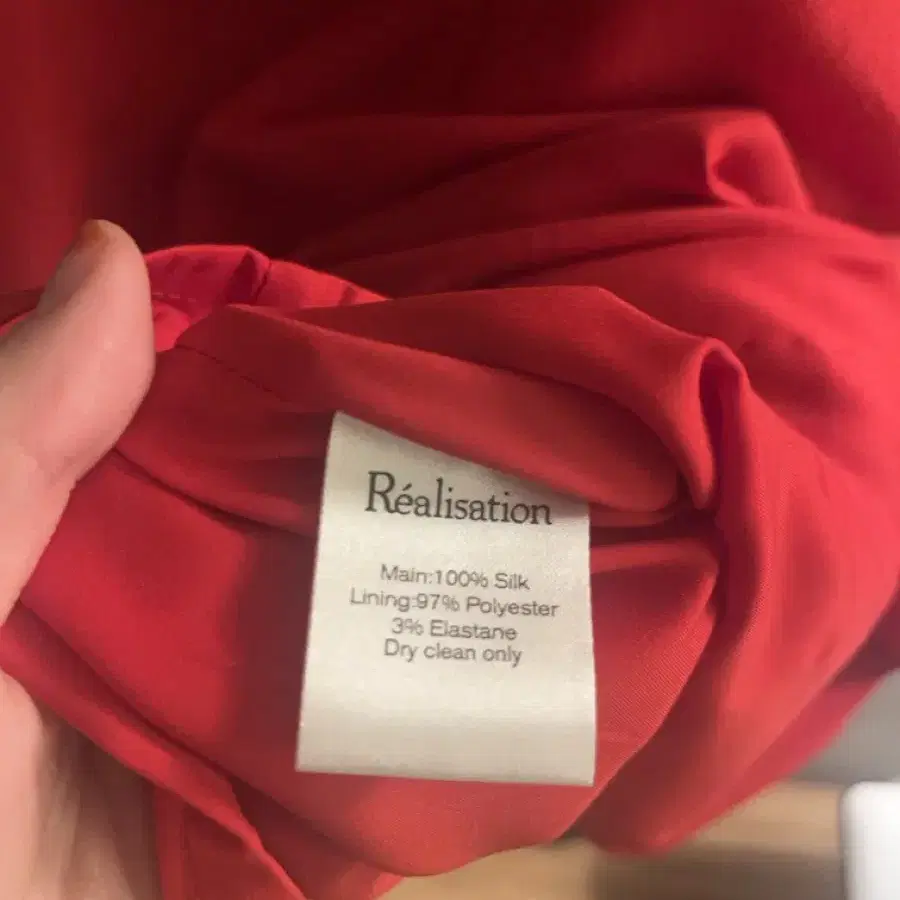 Réalisation
Main:100% Silk
Lining:97% Polyester
3% Elastane
Dry clean only